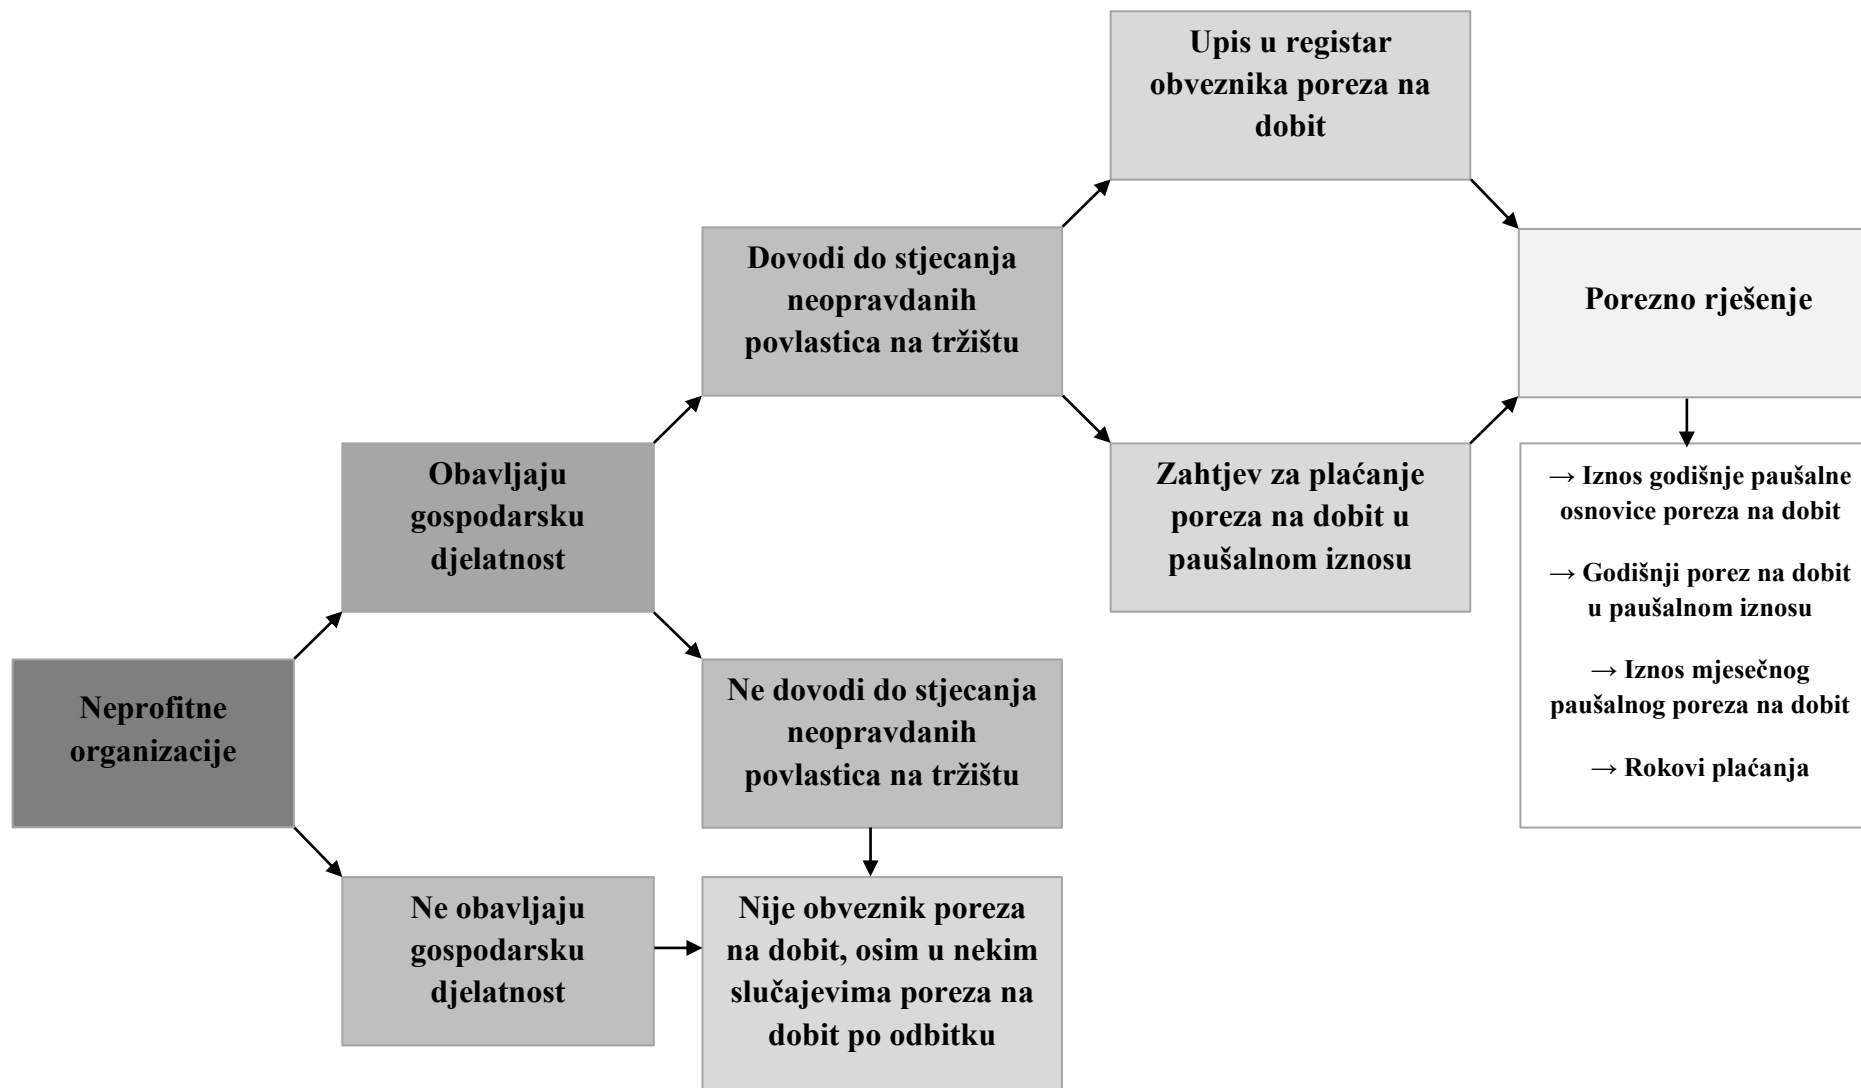 Upis u registar
obveznika poreza na
dobit
Dovodi do stjecanja
neopravdanih
povlastica na tržištu
Porezno rješenje
Obavljaju
gospodarsku
djelatnost
Zahtjev za plaćanje
poreza na dobit u
paušalnom iznosu
→ Iznos godišnje paušalne
osnovice poreza na dobit
→ Godišnji porez na dobit
u paušalnom iznosu
→ Iznos mjesečnog
paušalnog poreza na dobit
→ Rokovi plaćanja
Neprofitne
organizacije
Ne dovodi do stjecanja
neopravdanih
povlastica na tržištu
Ne obavljaju
gospodarsku
djelatnost
Nije obveznik poreza
na dobit, osim u nekim
slučajevima poreza na
dobit po odbitku